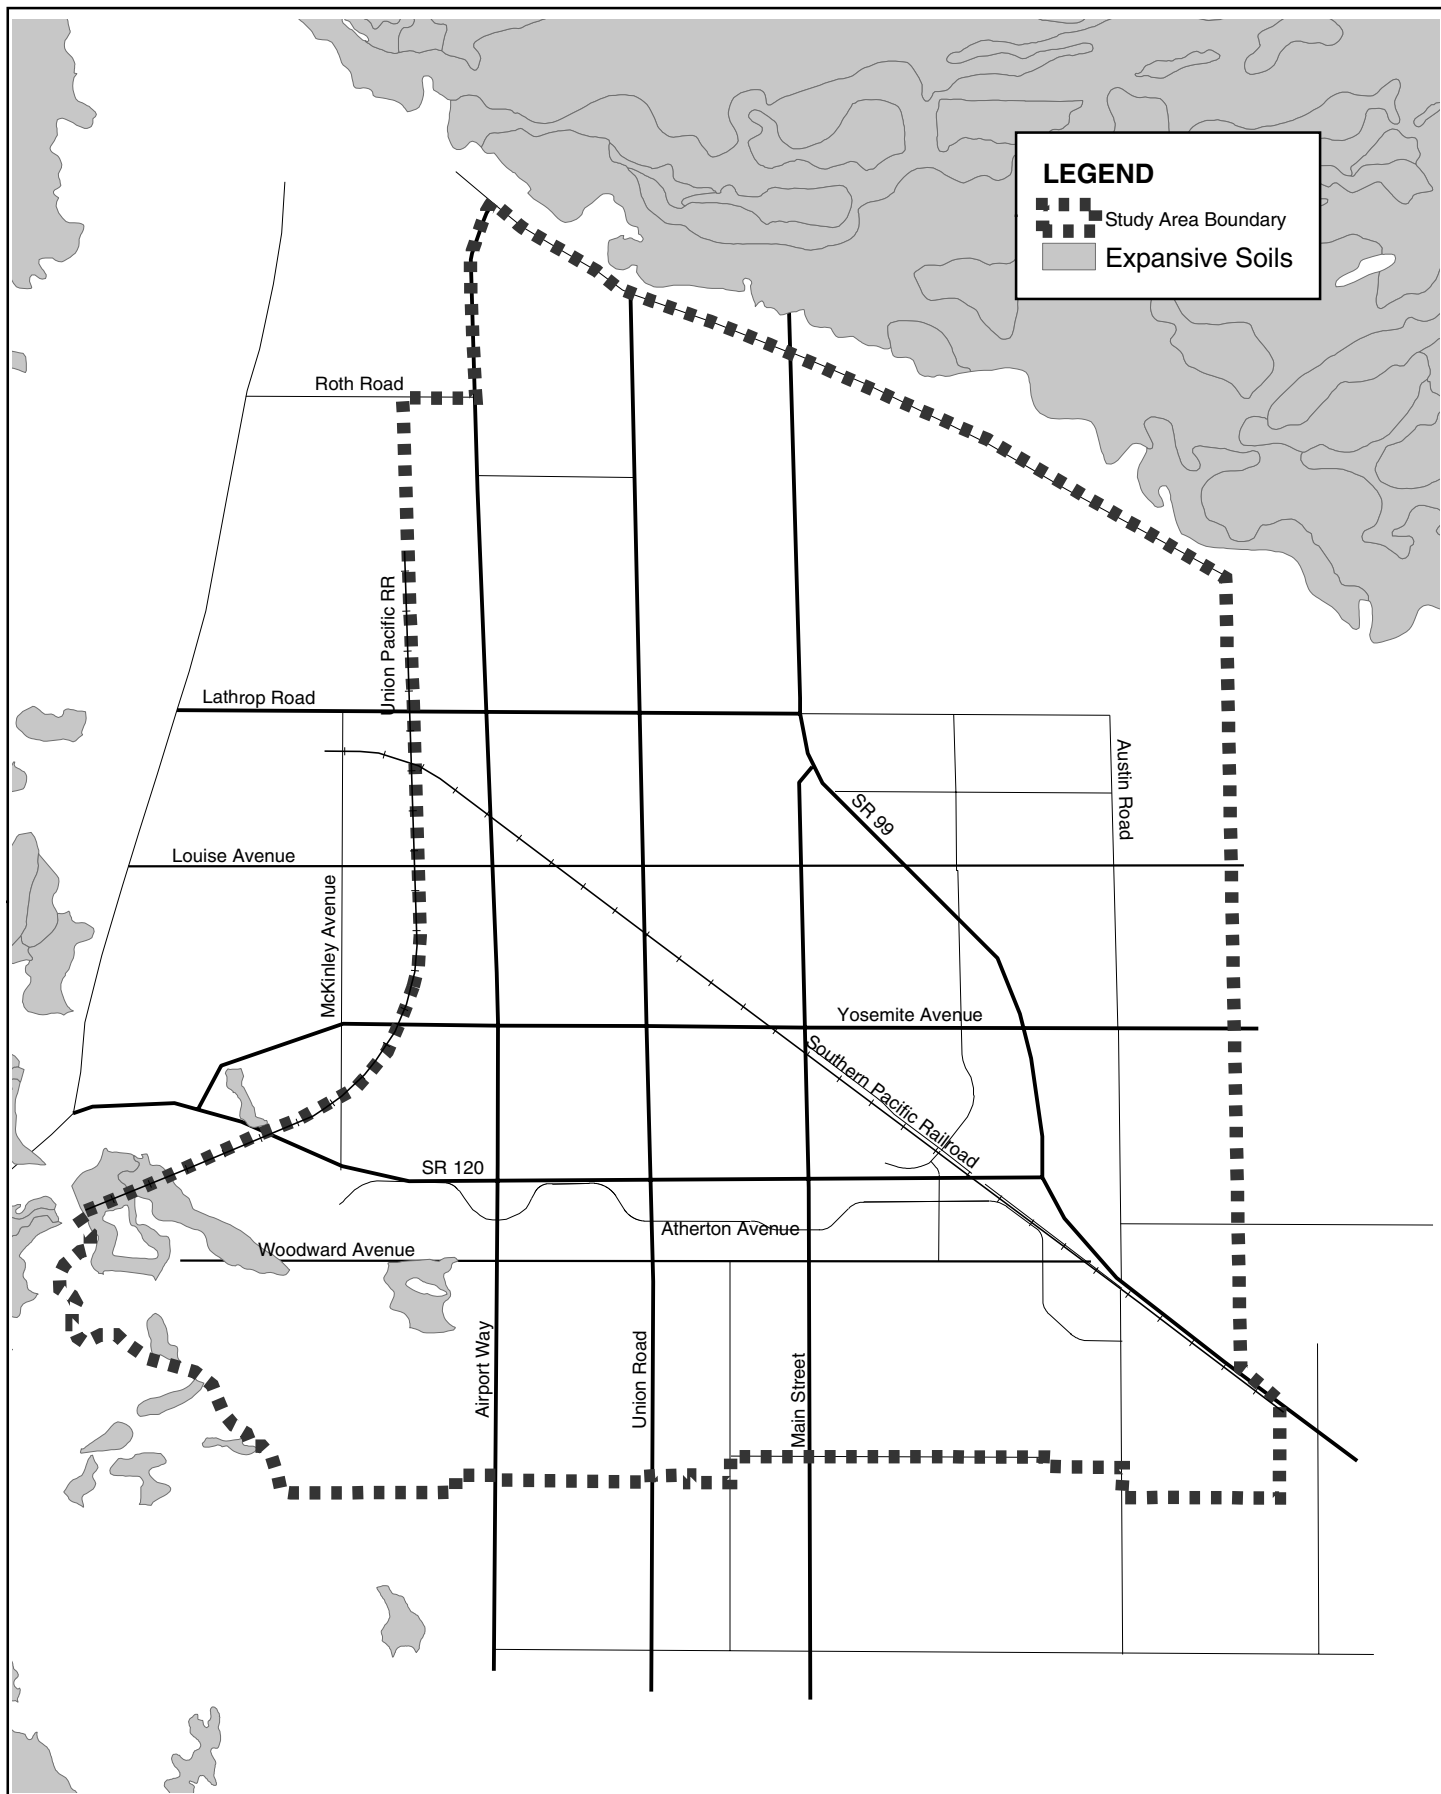 LEGEND
Study Area Boundary
Expansive Soils
Roth Road
Union Pacific RR
Lathrop Road
Austin Road
SR 99
Louise Avenue
McKinley Avenue
Yosemite Avenue
Southern Pacific Railroad
SR 120
Atherton Avenue
Woodward Avenue
Airport Way
Union Road
Main Street